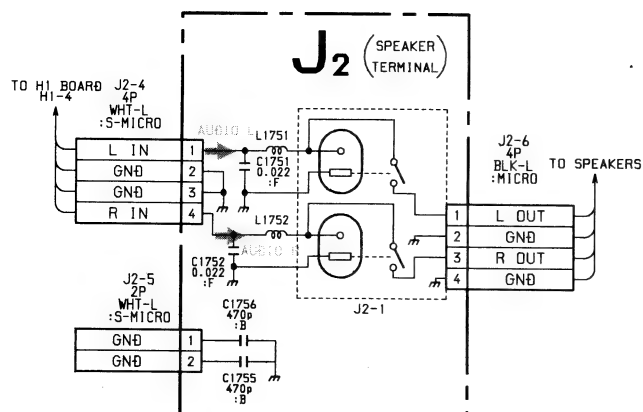 J2 (SPEAKER TERMINAL)
TO H1 BOARD
H1-4
J2-4
4P
WHT-L
:S-MICRO
L IN 1
GND 2
GND 3
R IN 4
AUDIO L
L1751
C1751
0.022
:F
L1752
AUDIO R
C1752
0.022
:F
J2-1
J2-6
4P
BLK-L
:MICRO
TO SPEAKERS
1 L OUT
2 GND
3 R OUT
4 GND
J2-5
2P
WHT-L
:S-MICRO
GND 1
GND 2
C1756
470p
:B
C1755
470p
:B